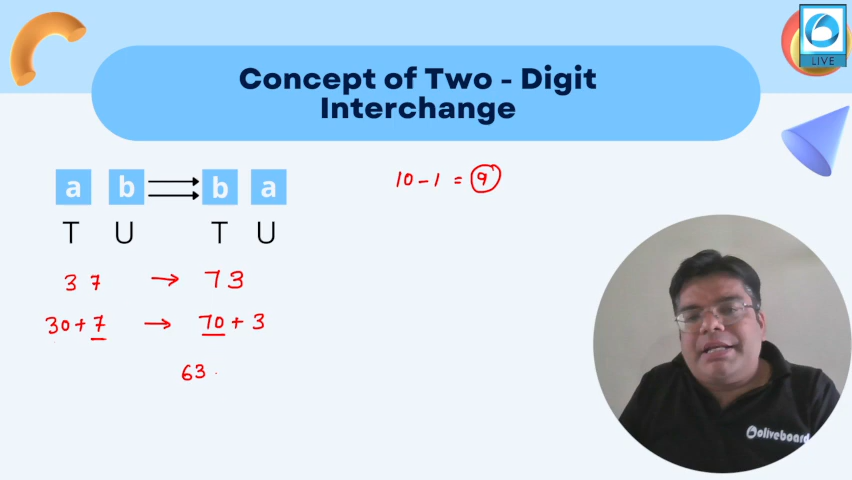 LIVE
Concept of Two - Digit
Interchange
a b b a
T U T U
10 - 1 = 9
3 7 → 7 3
30 + 7 → 70 + 3
63
oliveboard